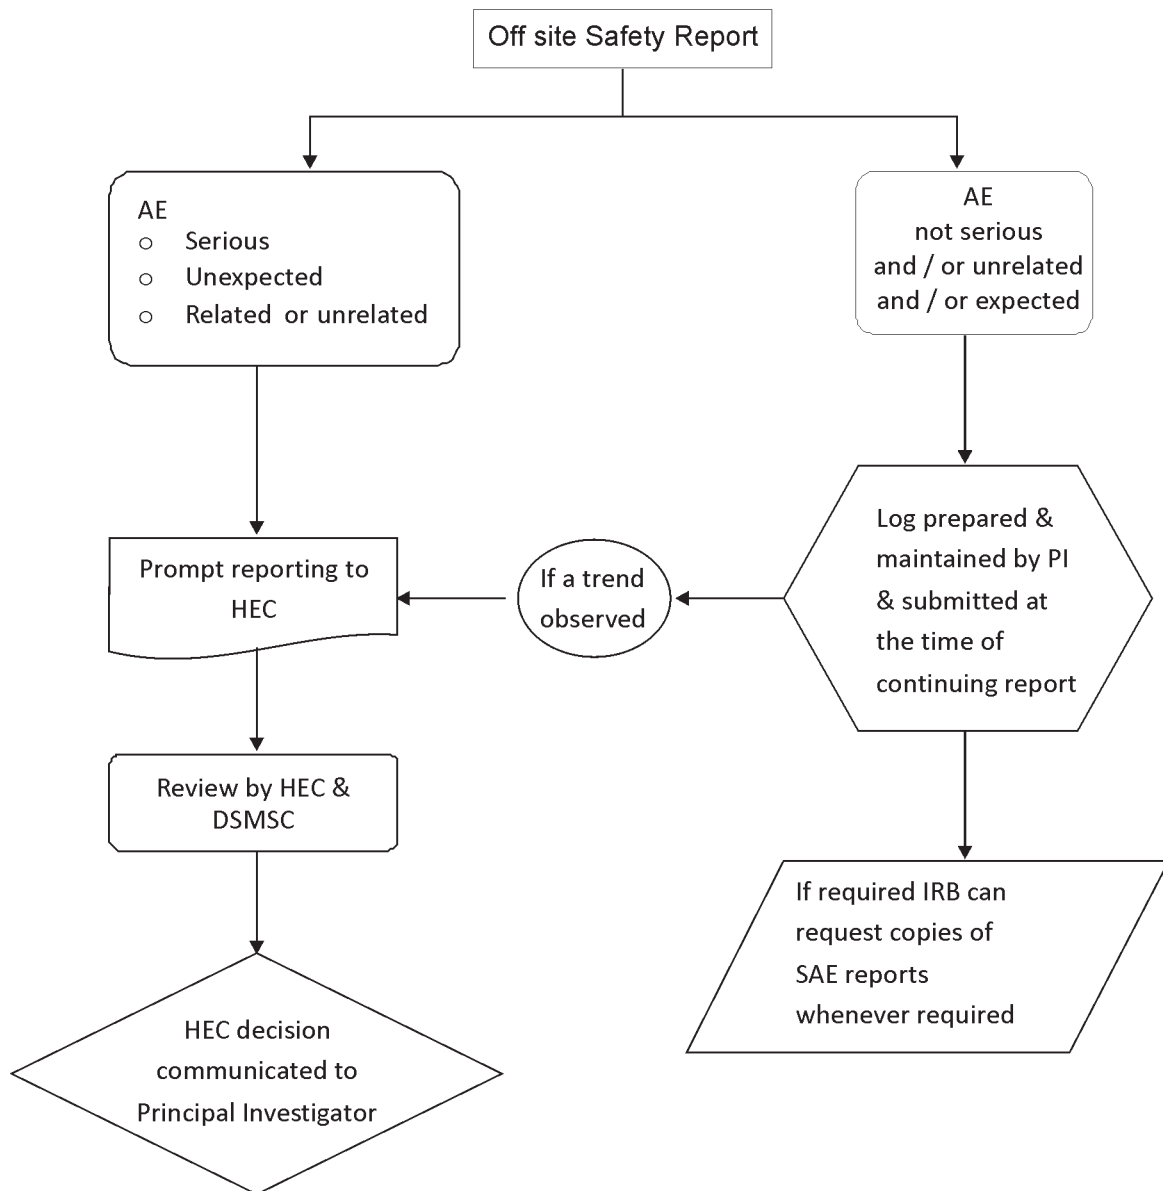 Off site Safety Report
AE
○ Serious
○ Unexpected
○ Related or unrelated
AE
not serious
and / or unrelated
and / or expected
Log prepared &
maintained by PI
& submitted at
the time of
continuing report
If a trend
observed
Prompt reporting to
HEC
Review by HEC &
DSMSC
If required IRB can
request copies of
SAE reports
whenever required
HEC decision
communicated to
Principal Investigator